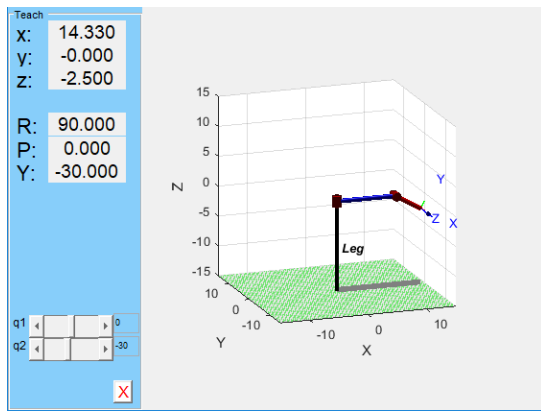 Teach
x: 14.330
y: -0.000
z: -2.500
R: 90.000
P: 0.000
Y: -30.000
q1 0
q2 -30
X
15
10
5
0
-5
-10
-15
Z
10
0
-10
Y
-10
0
10
X
Leg
Y
Z
X